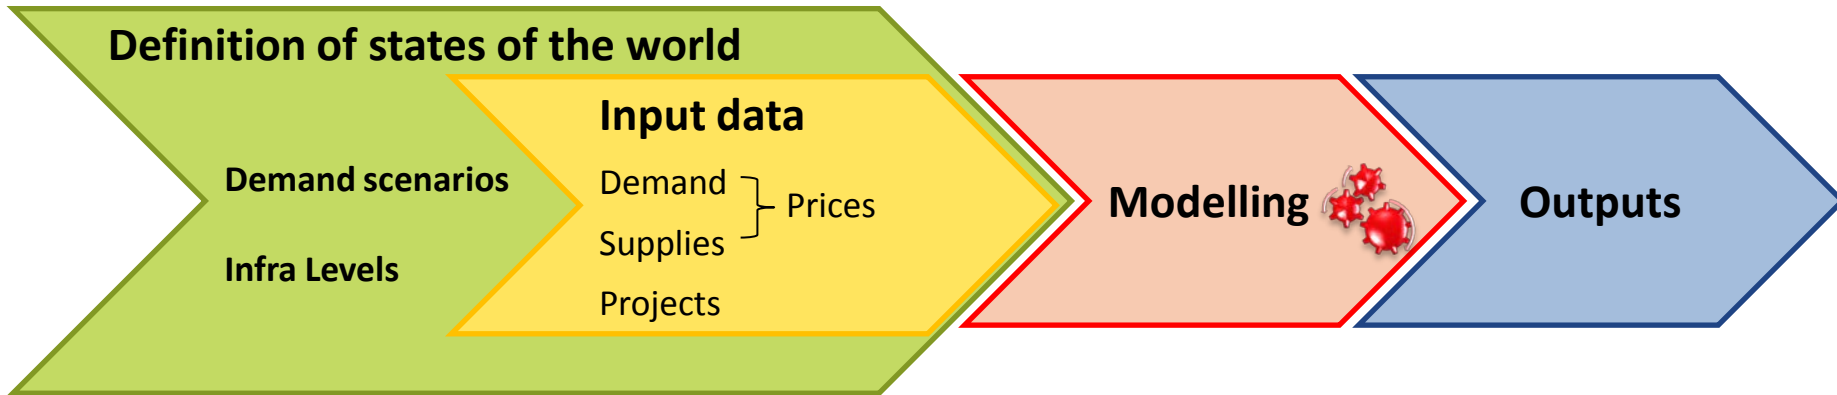 Definition of states of the world
Demand scenarios
Infra Levels
Input data
Demand
Supplies
Prices
Projects
Modelling
Outputs